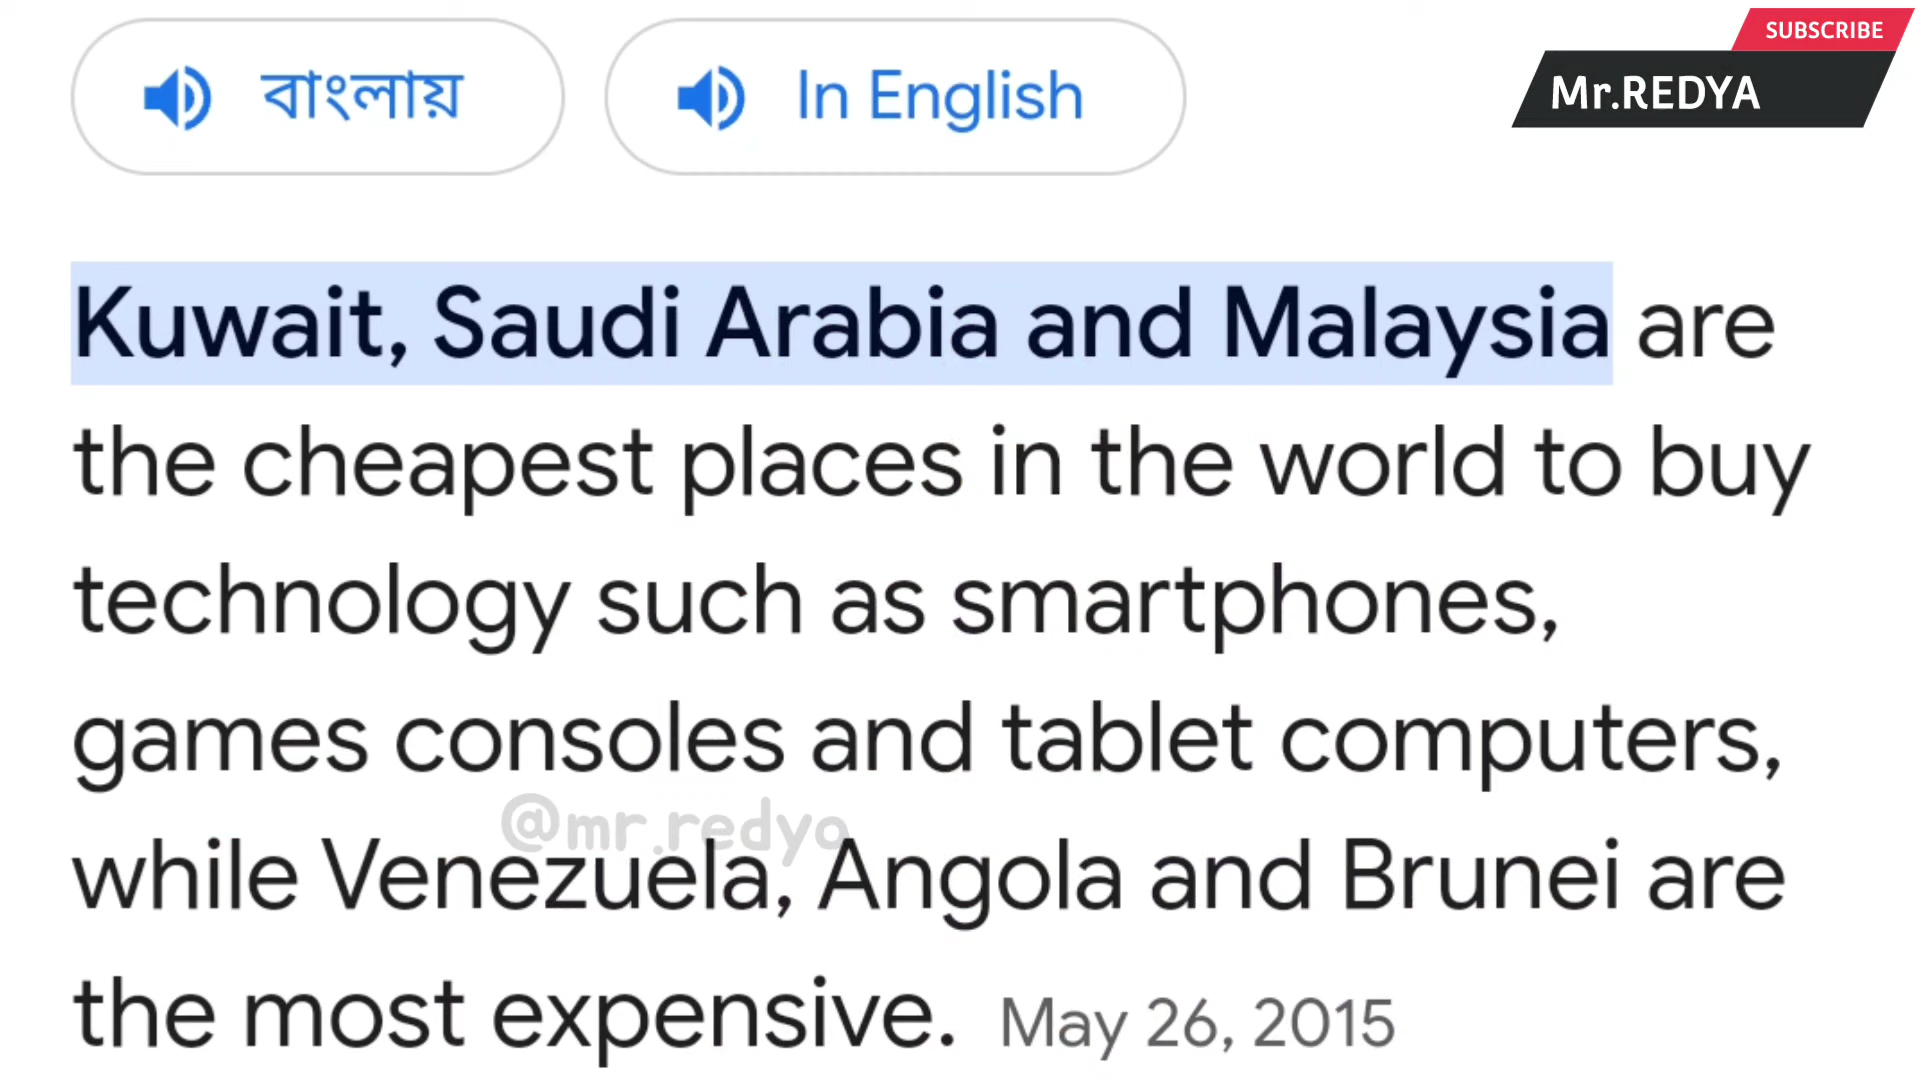 বাংলায়
In English
SUBSCRIBE
Mr.REDYA
Kuwait, Saudi Arabia and Malaysia are
the cheapest places in the world to buy
technology such as smartphones,
games consoles and tablet computers,
@mr.redya
while Venezuela, Angola and Brunei are
the most expensive. May 26, 2015